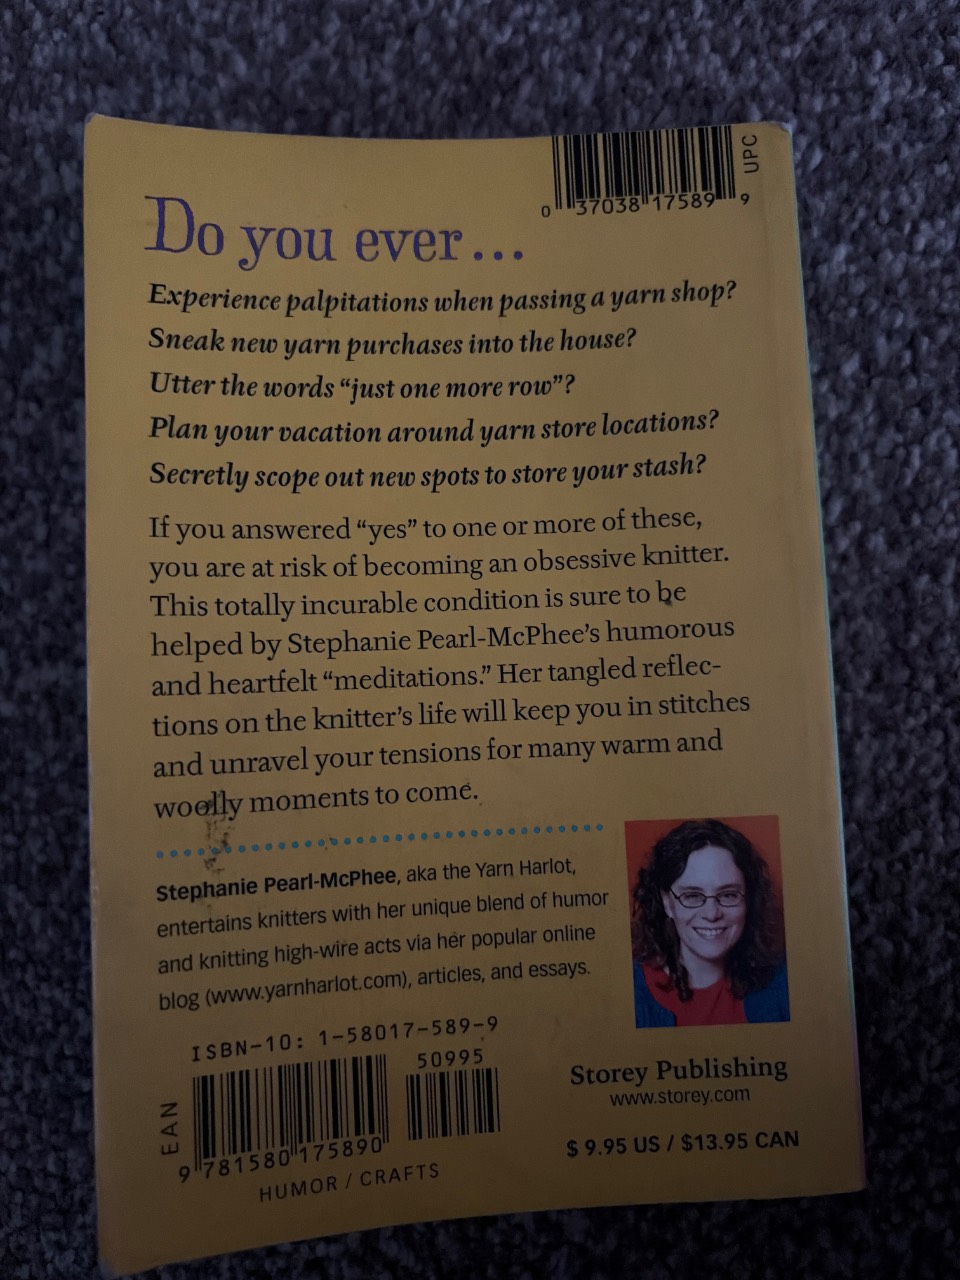 UPC
0 37038 17589 9
Do you ever...
Experience palpitations when passing a yarn shop?
Sneak new yarn purchases into the house?
Utter the words “just one more row”?
Plan your vacation around yarn store locations?
Secretly scope out new spots to store your stash?
If you answered “yes” to one or more of these,
you are at risk of becoming an obsessive knitter.
This totally incurable condition is sure to be
helped by Stephanie Pearl-McPhee’s humorous
and heartfelt “meditations.” Her tangled reflec-
tions on the knitter’s life will keep you in stitches
and unravel your tensions for many warm and
woolly moments to come.
Stephanie Pearl-McPhee, aka the Yarn Harlot,
entertains knitters with her unique blend of humor
and knitting high-wire acts via her popular online
blog (www.yarnharlot.com), articles, and essays.
ISBN-10: 1-58017-589-9
50995
EAN
9 781580 175890
HUMOR / CRAFTS
Storey Publishing
www.storey.com
$ 9.95 US / $13.95 CAN